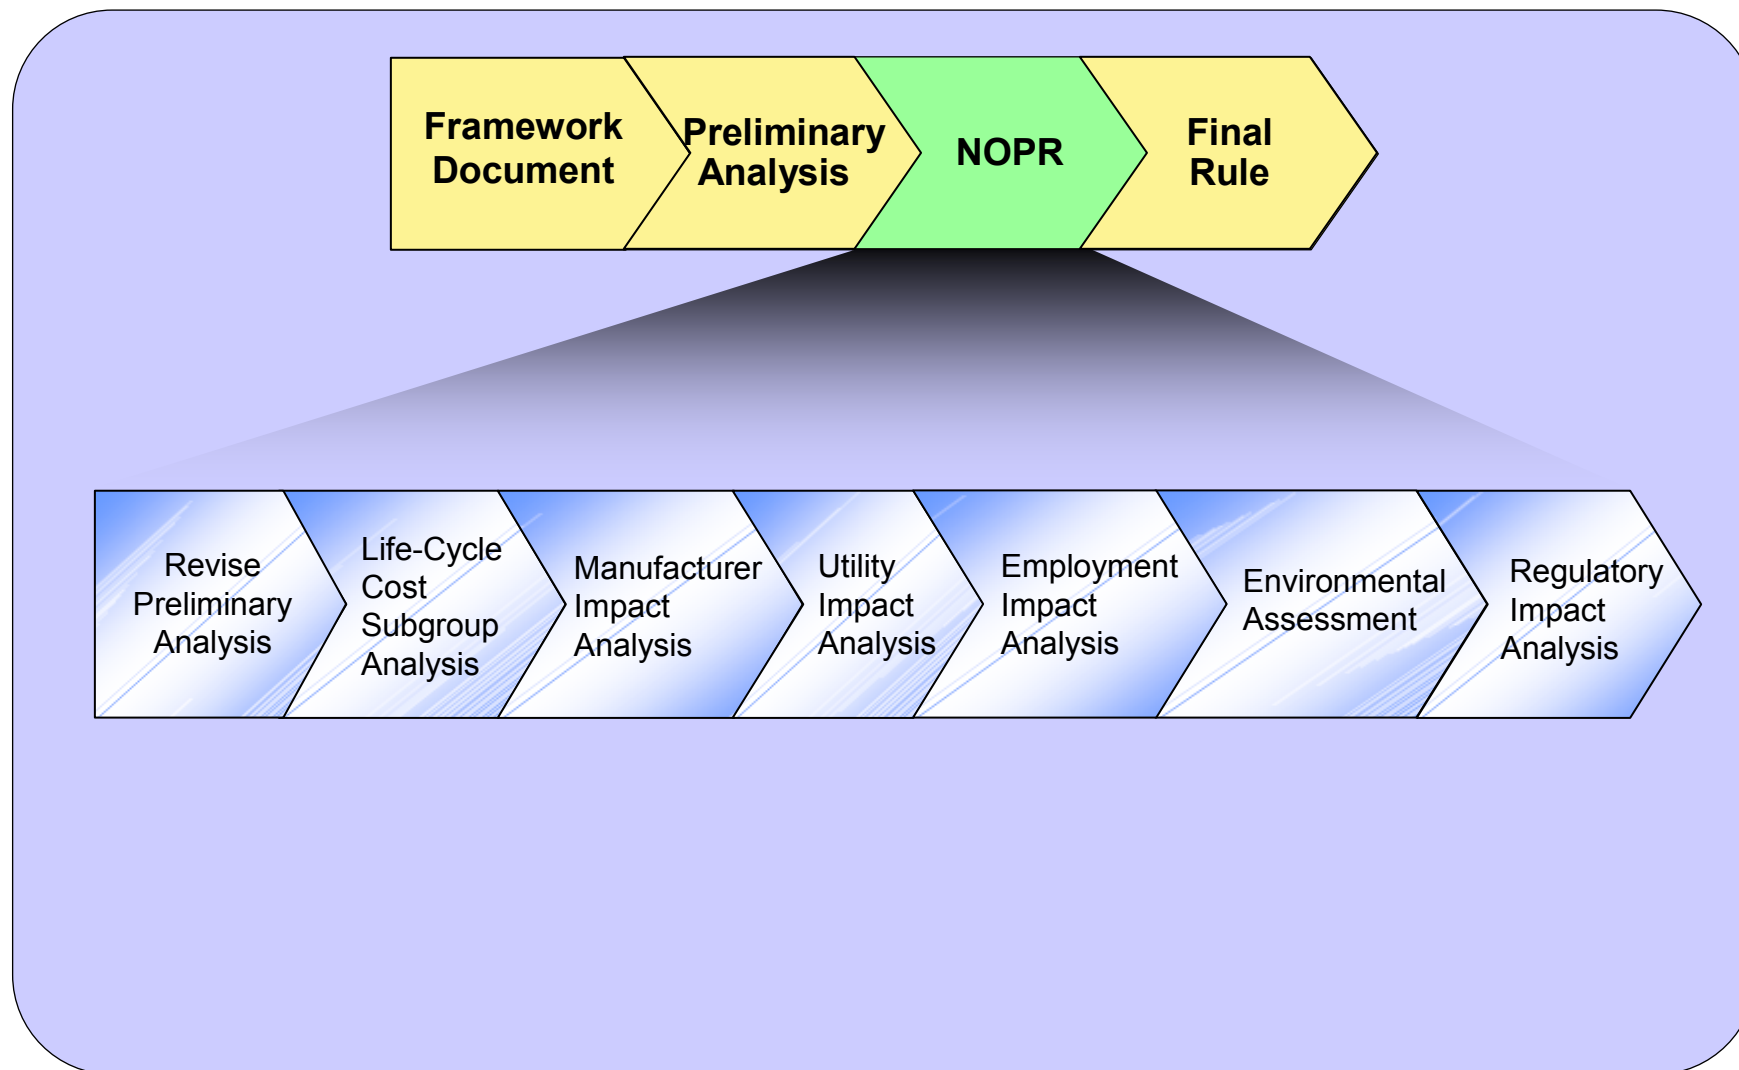 Framework
Document
Preliminary
Analysis
NOPR
Final
Rule
Revise
Preliminary
Analysis
Life-Cycle
Cost
Subgroup
Analysis
Manufacturer
Impact
Analysis
Utility
Impact
Analysis
Employment
Impact
Analysis
Environmental
Assessment
Regulatory
Impact
Analysis